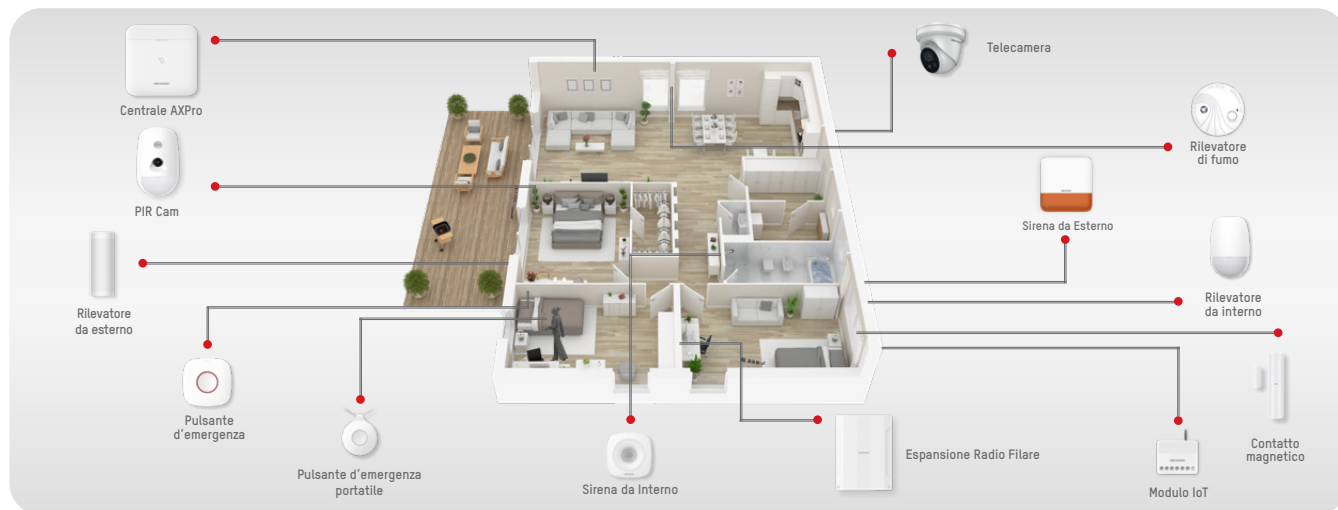 Telecamera
Centrale AXPro
Rilevatore
di fumo
PIR Cam
Sirena da Esterno
Rilevatore
da esterno
Rilevatore
da interno
Pulsante
d'emergenza
Pulsante d'emergenza
portatile
Sirena da Interno
Espansione Radio Filare
Modulo IoT
Contatto
magnetico